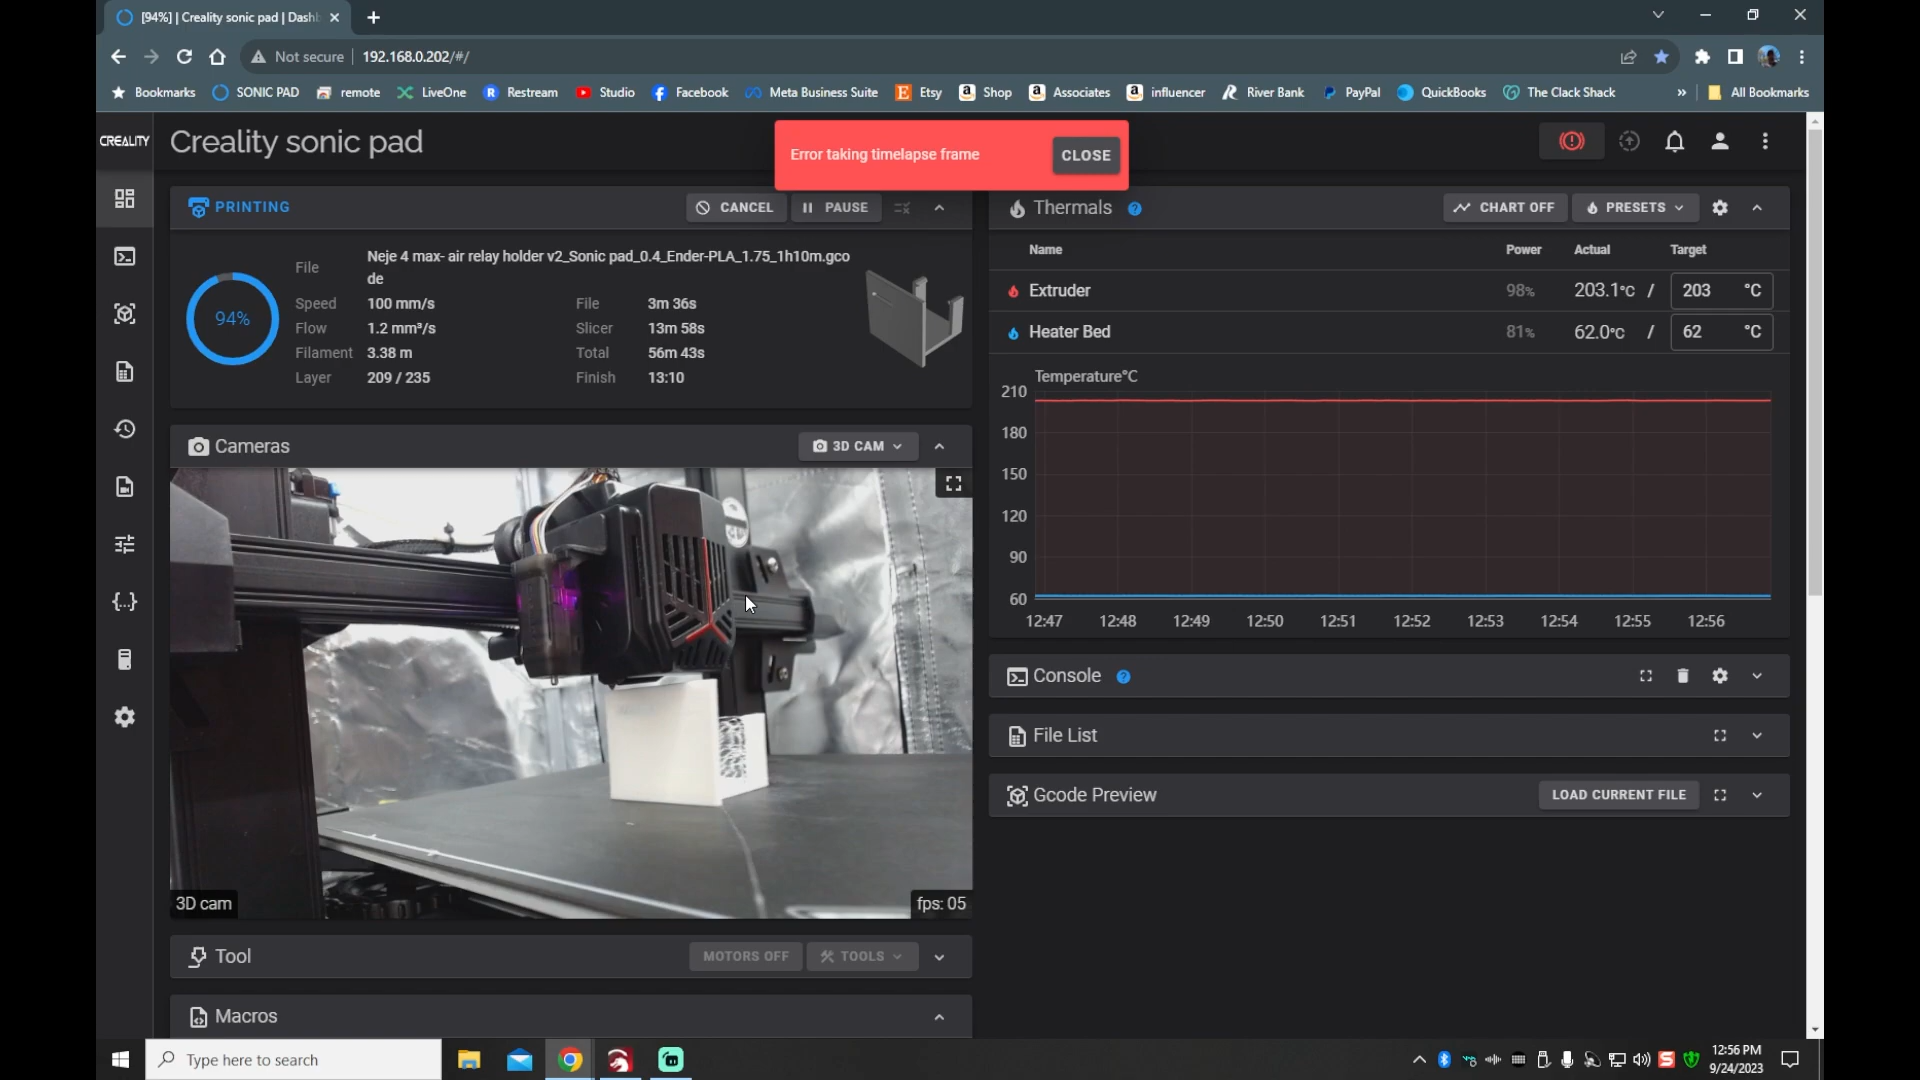 [94%] | Creality sonic pad | Dashb
Not secure
192.168.0.202/#/
Bookmarks
SONIC PAD
remote
LiveOne
Restream
Studio
Facebook
Meta Business Suite
Etsy
Shop
Associates
influencer
River Bank
PayPal
QuickBooks
The Clack Shack
»
All Bookmarks
CREALITY
Creality sonic pad
Error taking timelapse frame
CLOSE
PRINTING
CANCEL
PAUSE
94%
File
Neje 4 max- air relay holder v2_Sonic pad_0.4_Ender-PLA_1.75_1h10m.gco
de
Speed
100 mm/s
File
3m 36s
Flow
1.2 mm³/s
Slicer
13m 58s
Filament
3.38 m
Total
56m 43s
Layer
209 / 235
Finish
13:10
Cameras
3D CAM
3D cam
fps: 05
Tool
MOTORS OFF
TOOLS
Macros
Thermals
CHART OFF
PRESETS
Name
Power
Actual
Target
Extruder
98%
203.1°C
/
203
°C
Heater Bed
81%
62.0°C
/
62
°C
Temperature°C
210
180
150
120
90
60
12:47
12:48
12:49
12:50
12:51
12:52
12:53
12:54
12:55
12:56
Console
File List
Gcode Preview
LOAD CURRENT FILE
Type here to search
12:56 PM
9/24/2023